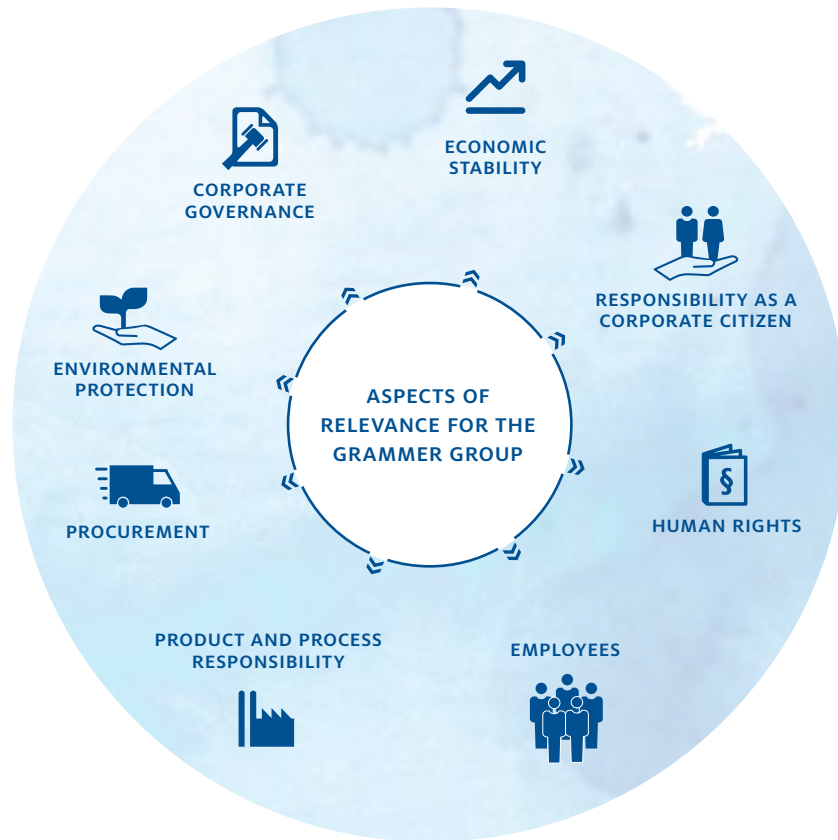 ECONOMIC
STABILITY
CORPORATE
GOVERNANCE
RESPONSIBILITY AS A
CORPORATE CITIZEN
ENVIRONMENTAL
PROTECTION
ASPECTS OF
RELEVANCE FOR THE
GRAMMER GROUP
§
HUMAN RIGHTS
PROCUREMENT
PRODUCT AND PROCESS
RESPONSIBILITY
EMPLOYEES